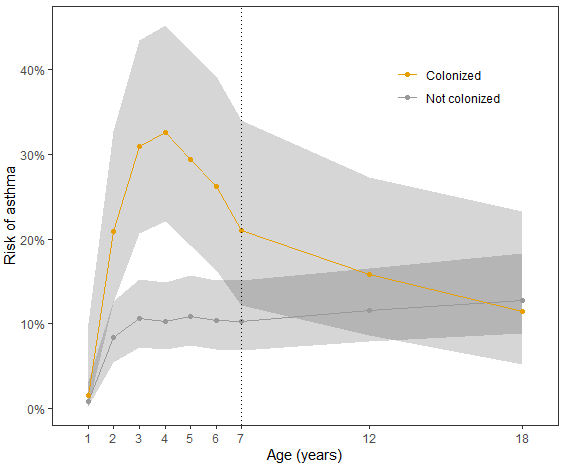 40%
30%
20%
10%
0%
Risk of asthma
Colonized
Not colonized
1 2 3 4 5 6 7 12 18
Age (years)